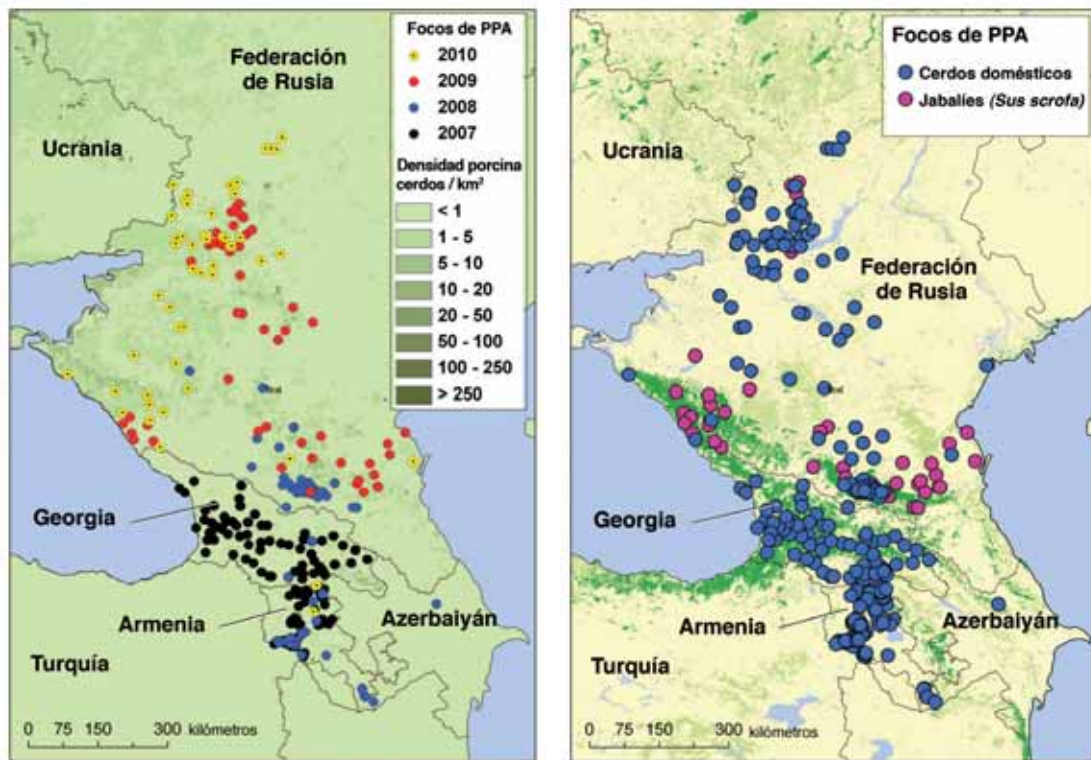 Focos de PPA
2010
2009
2008
2007
Densidad porcina
cerdos / km²
< 1
1 - 5
5 - 10
10 - 20
20 - 50
50 - 100
100 - 250
> 250
Federación
de Rusia
Ucrania
Georgia
Armenia
Azerbaiyán
Turquía
0 75 150 300 kilómetros
Focos de PPA
Cerdos domésticos
Jabalíes (Sus scrofa)
Ucrania
Federación
de Rusia
Georgia
Armenia
Azerbaiyán
Turquía
0 75 150 300 kilómetros